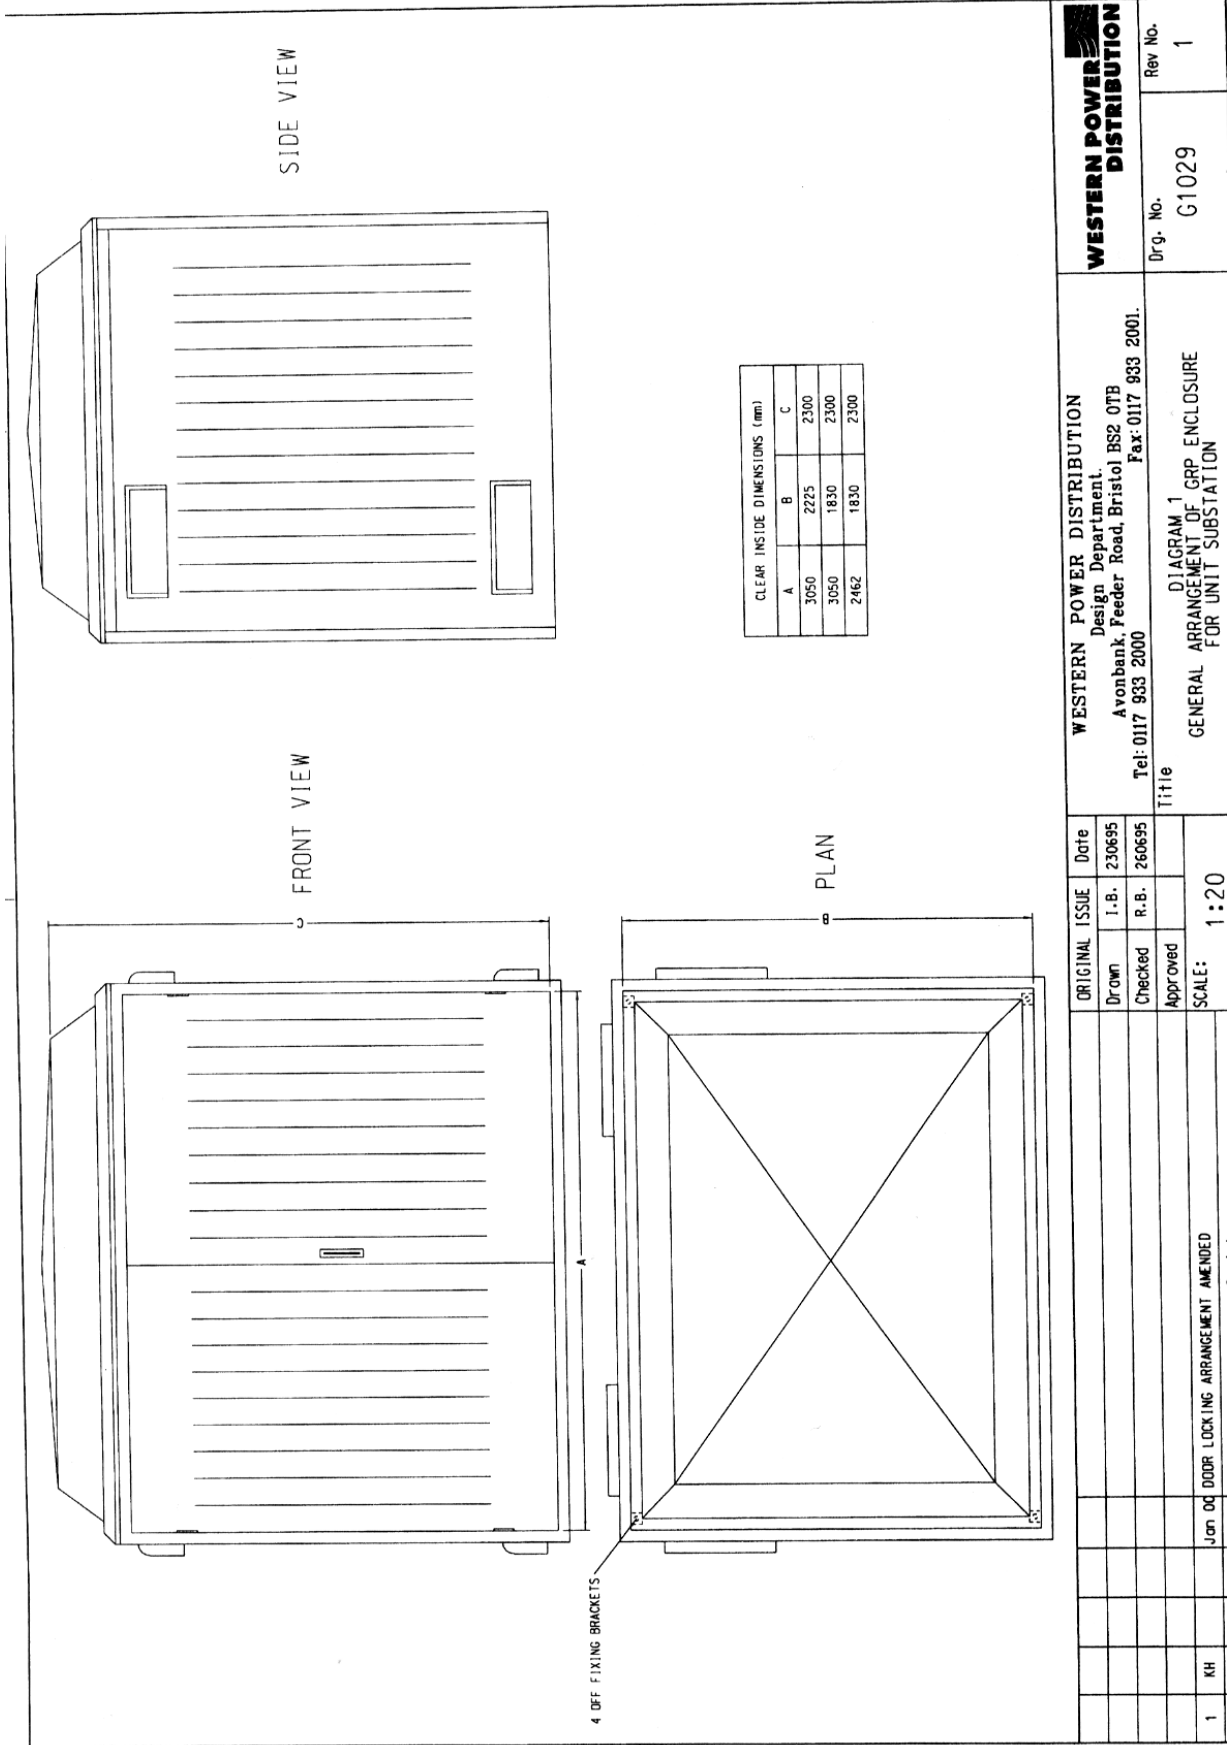 SIDE VIEW
FRONT VIEW
C
A
4 OFF FIXING BRACKETS
B
PLAN
CLEAR INSIDE DIMENSIONS (mm)
A B C
3050 2225 2300
3050 1830 2300
2462 1830 2300
1 KH Jan 00 DOOR LOCKING ARRANGEMENT AMENDED
ORIGINAL ISSUE Date
Drawn I.B. 230695
Checked R.B. 260695
Approved
SCALE: 1:20
WESTERN POWER DISTRIBUTION
Design Department.
Avonbank, Feeder Road, Bristol BS2 0TB
Tel: 0117 933 2000 Fax: 0117 933 2001.
Title
DIAGRAM 1
GENERAL ARRANGEMENT OF GRP ENCLOSURE
FOR UNIT SUBSTATION
WESTERN POWER
DISTRIBUTION
Drg. No. G1029
Rev No. 1